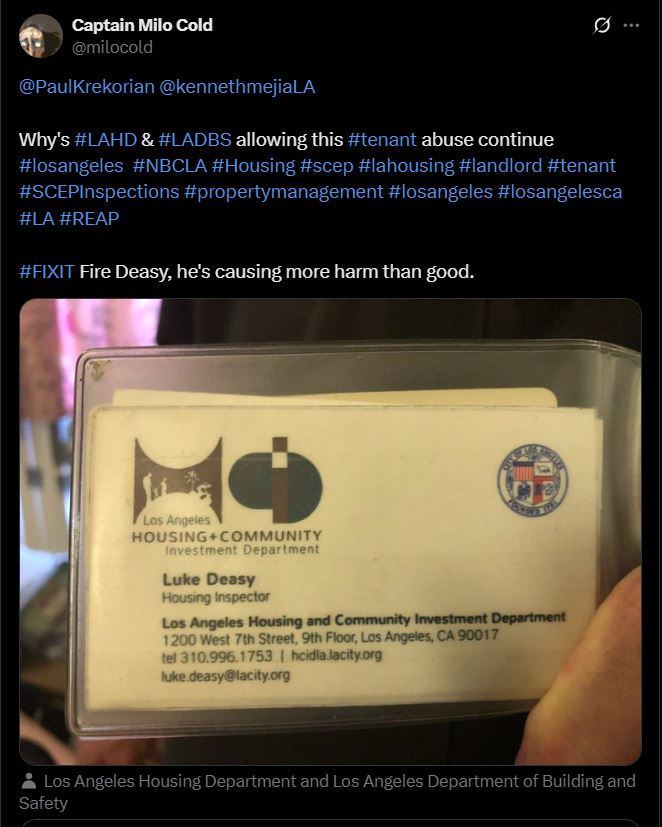 Captain Milo Cold
@milocold
@PaulKrekorian @kennethmejiaLA
Why's #LAHD & #LADBS allowing this #tenant abuse continue
#losangeles #NBCLA #Housing #scep #lahousing #landlord #tenant
#SCEPInspections #propertymanagement #losangeles #losangelesca
#LA #REAP
#FIXIT Fire Deasy, he's causing more harm than good.
Los Angeles
HOUSING+COMMUNITY
Investment Department
CITY OF LOS ANGELES
FOUNDED 1781
Luke Deasy
Housing Inspector
Los Angeles Housing and Community Investment Department
1200 West 7th Street, 9th Floor, Los Angeles, CA 90017
tel 310.996.1753 | hcidla.lacity.org
luke.deasy@lacity.org
Los Angeles Housing Department and Los Angeles Department of Building and
Safety